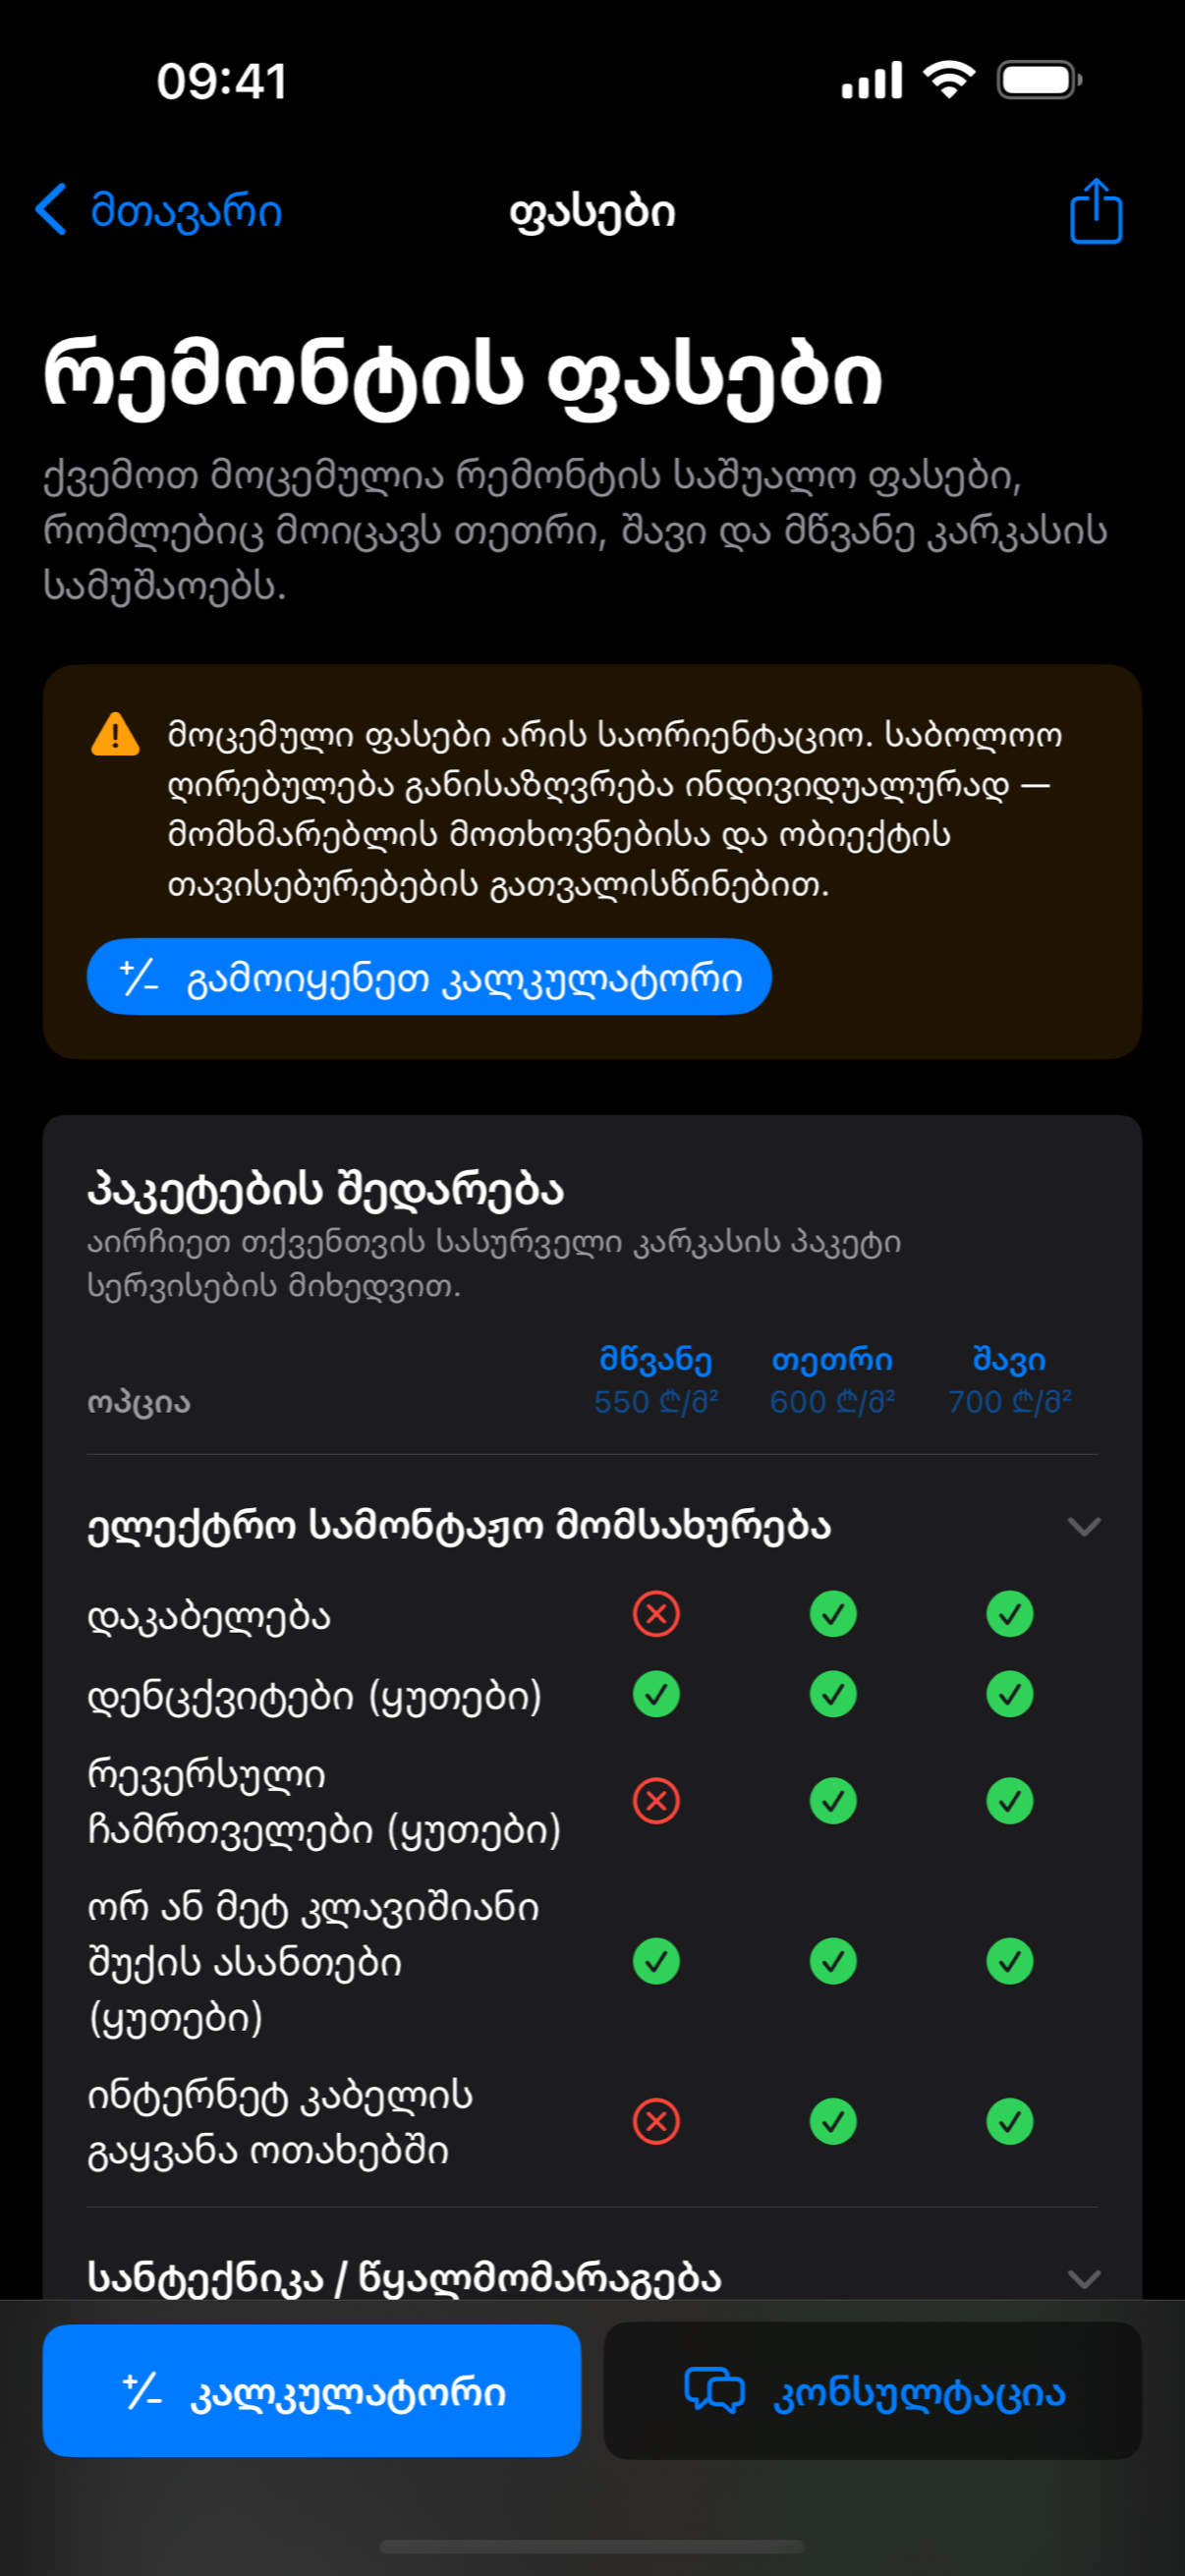 09:41
მთავარი
ფასები
რემონტის ფასები
ქვემოთ მოცემულია რემონტის საშუალო ფასები,
რომლებიც მოიცავს თეთრი, შავი და მწვანე კარკასის
სამუშაოებს.
მოცემული ფასები არის საორიენტაციო. საბოლოო
ღირებულება განისაზღვრება ინდივიდუალურად —
მომხმარებლის მოთხოვნებისა და ობიექტის
თავისებურებების გათვალისწინებით.
გამოიყენეთ კალკულატორი
პაკეტების შედარება
აირჩიეთ თქვენთვის სასურველი კარკასის პაკეტი
სერვისების მიხედვით.
მწვანე თეთრი შავი
ოპცია 550 ₾/მ² 600 ₾/მ² 700 ₾/მ²
ელექტრო სამონტაჟო მომსახურება
დაკაბელება
დენცქვიტები (ყუთები)
რევერსული
ჩამრთველები (ყუთები)
ორ ან მეტ კლავიშიანი
შუქის ასანთები
(ყუთები)
ინტერნეტ კაბელის
გაყვანა ოთახებში
სანტექნიკა / წყალმომარაგება
კალკულატორი
კონსულტაცია